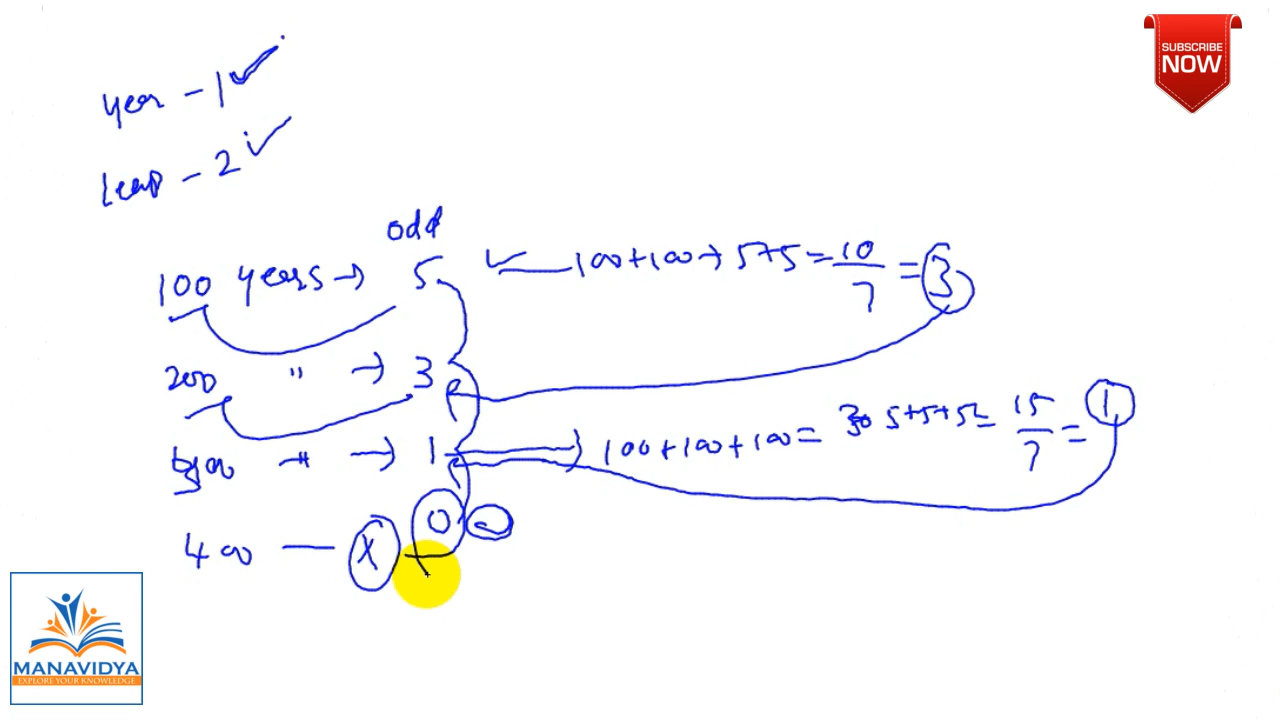 SUBSCRIBE
NOW
year - 1
leap - 2
odd
100 years → 5 100+100→ 5+5 = 10/7 = 3
200 " → 3
300 " → 1 100+100+100 = 5+5+5 = 15/7 = 1
400 — X 0
MANAVIDYA
EXPLORE YOUR KNOWLEDGE